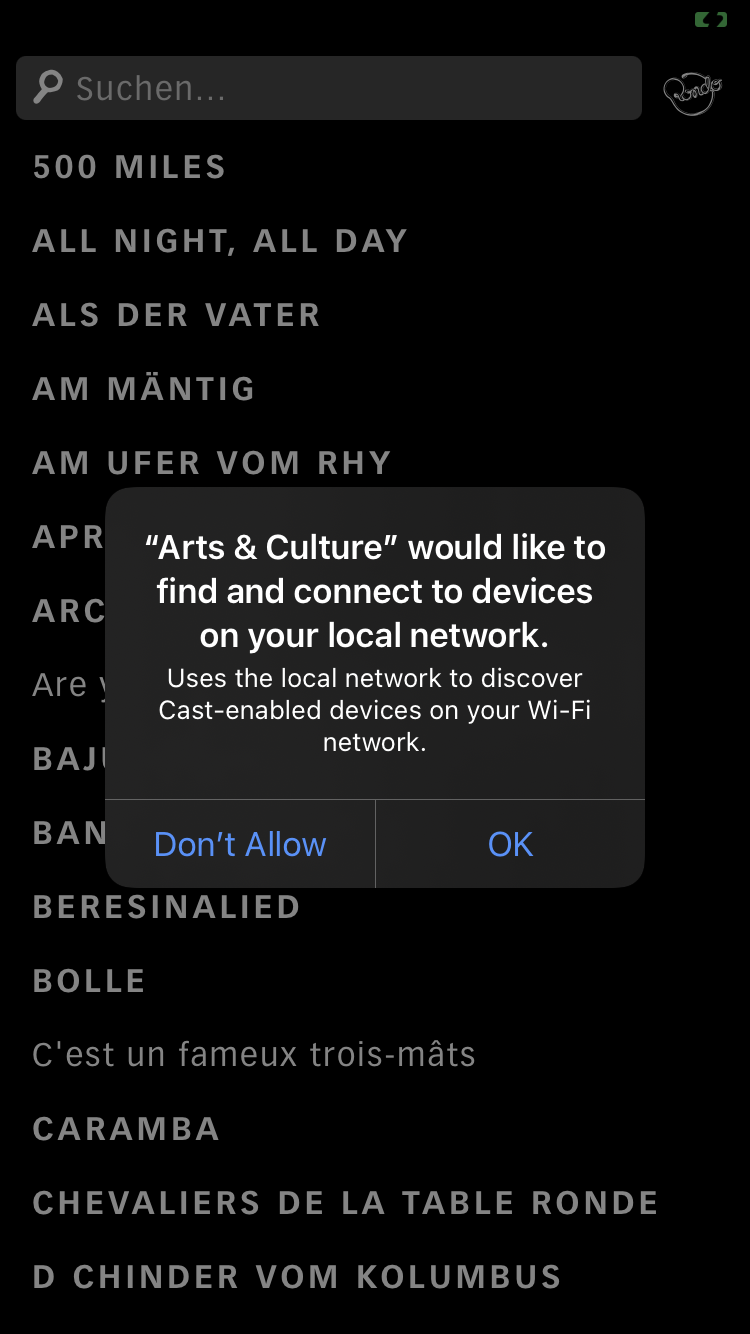 Suchen...
Rondo
500 MILES
ALL NIGHT, ALL DAY
ALS DER VATER
AM MÄNTIG
AM UFER VOM RHY
APR
ARC
Are
BAJ
BAN
“Arts & Culture” would like to
find and connect to devices
on your local network.
Uses the local network to discover
Cast-enabled devices on your Wi-Fi
network.
Don’t Allow
OK
BERESINALIED
BOLLE
C'est un fameux trois-mâts
CARAMBA
CHEVALIERS DE LA TABLE RONDE
D CHINDER VOM KOLUMBUS